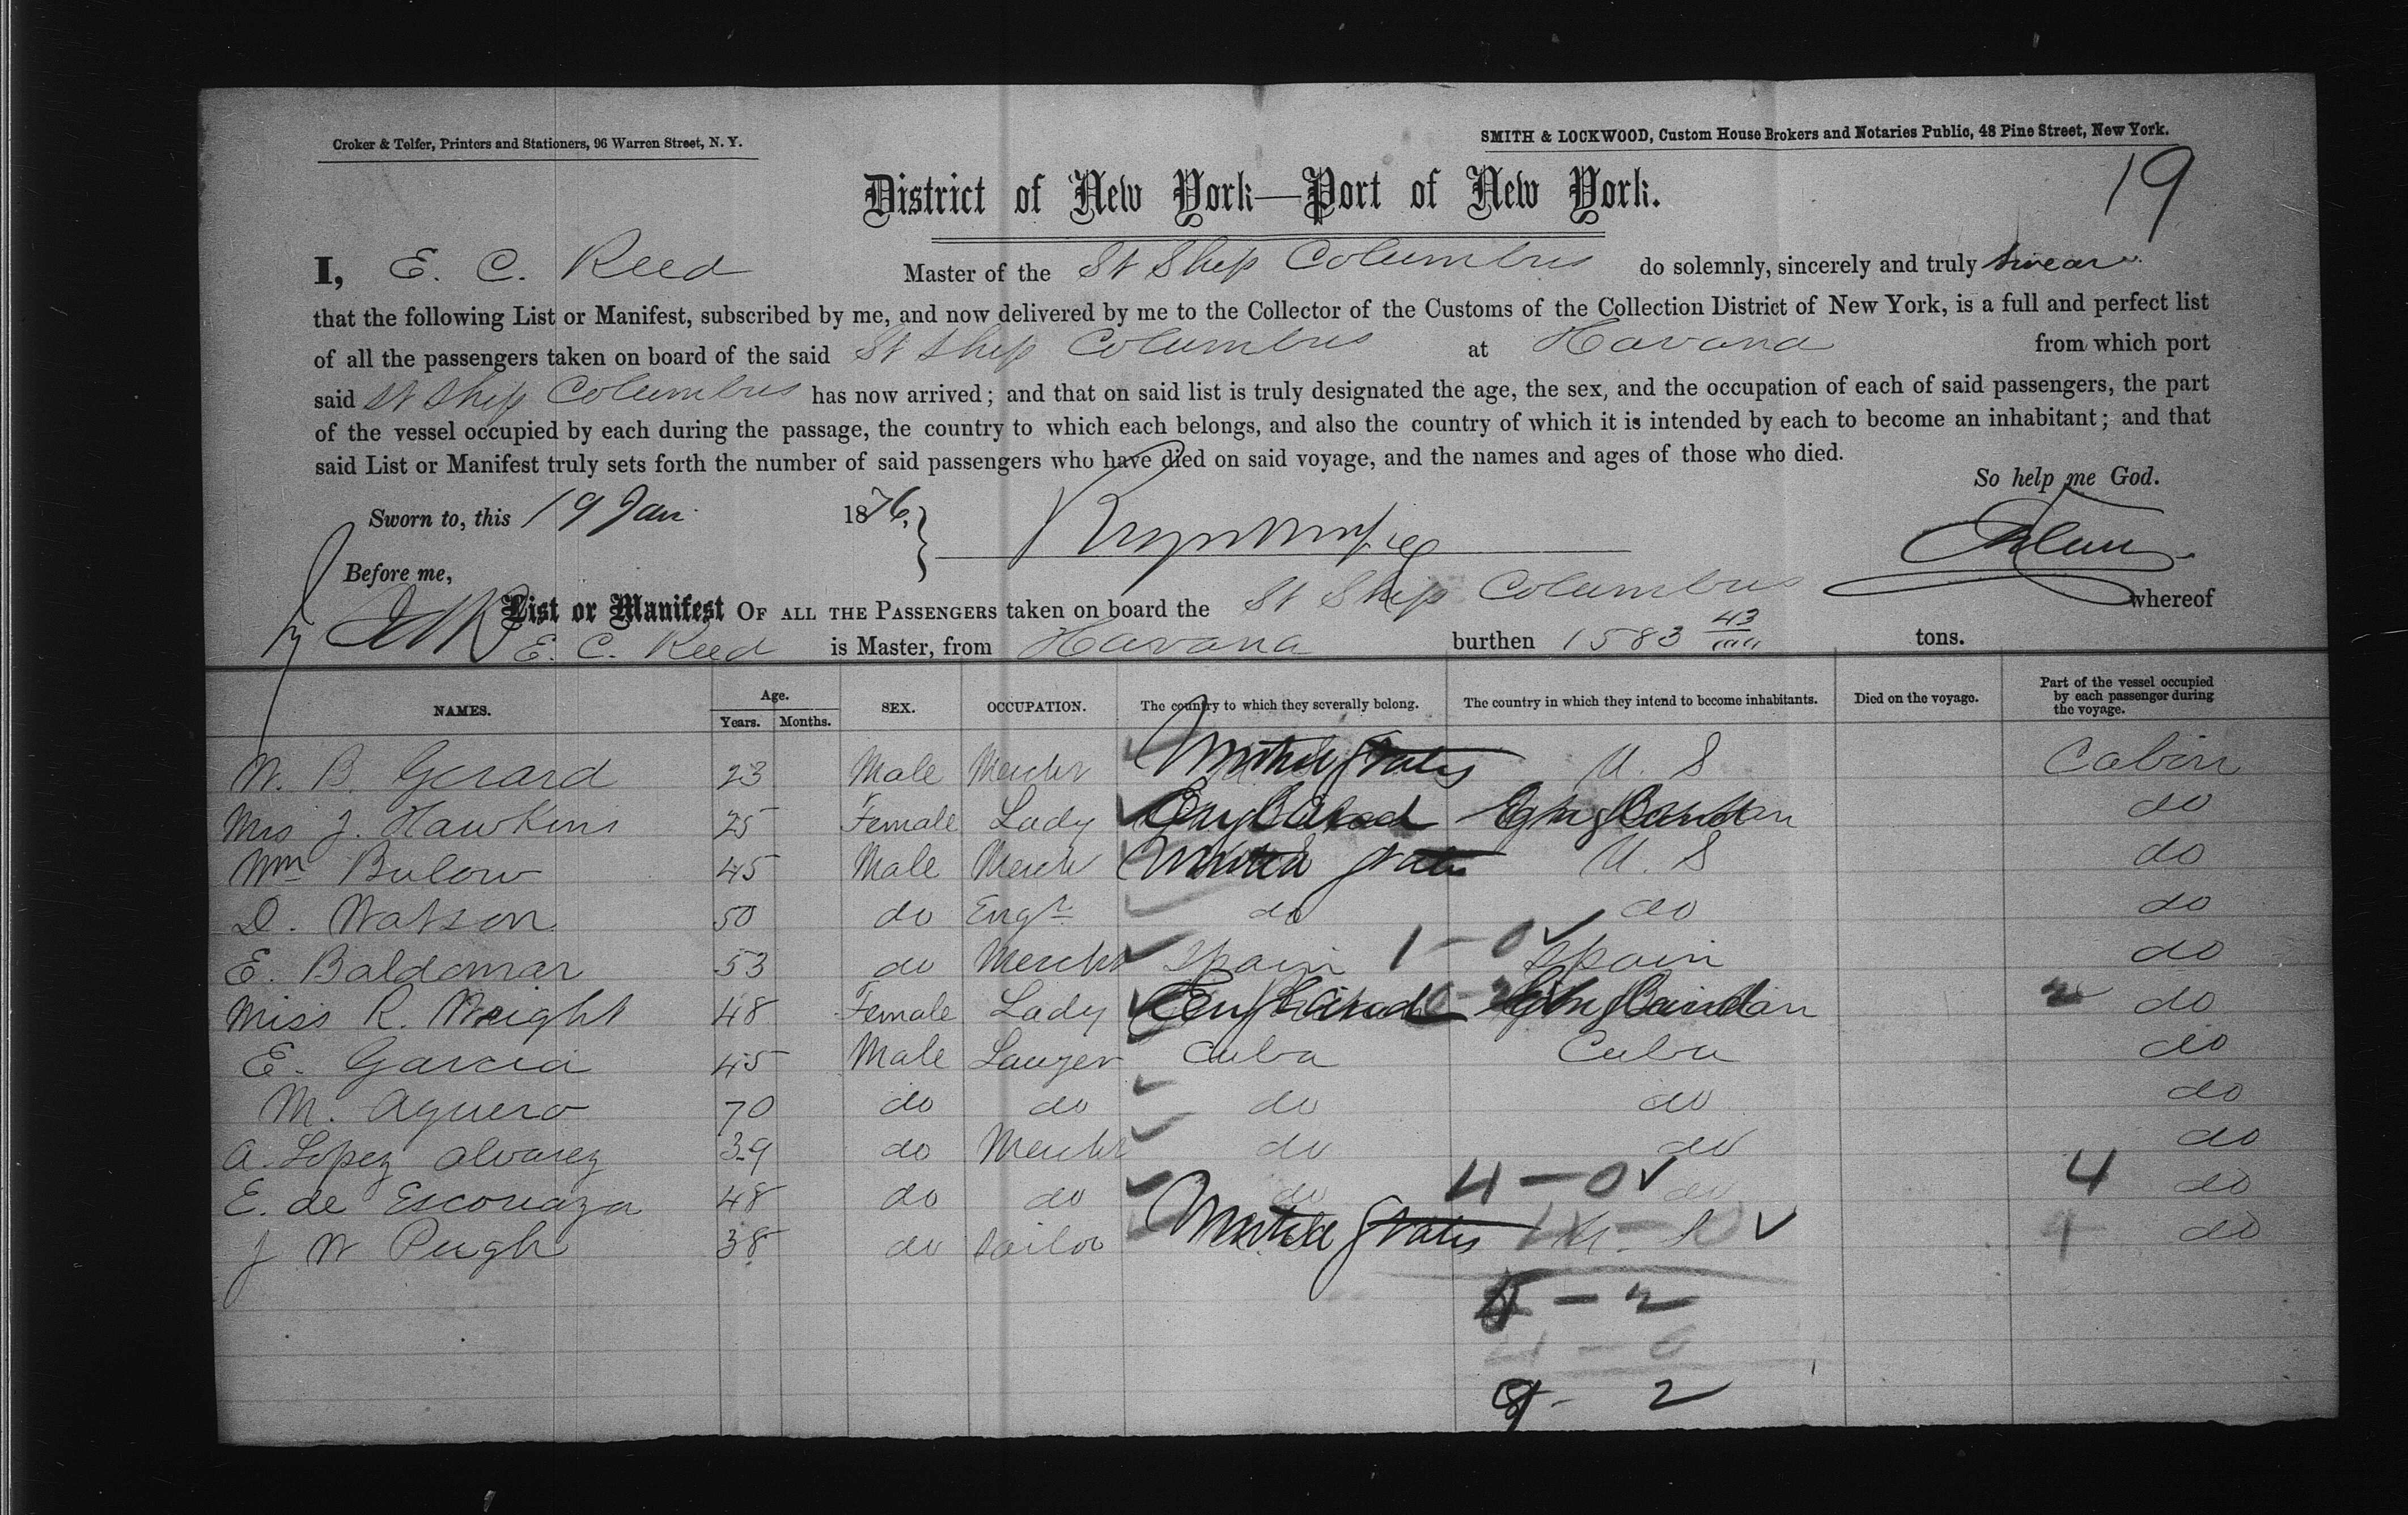 Croker & Telfer, Printers and Stationers, 96 Warren Street, N. Y.
SMITH & LOCKWOOD, Custom House Brokers and Notaries Public, 48 Pine Street, New York.
19
District of New York—Port of New York.
I, E. C. Reed Master of the St Ship Columbus do solemnly, sincerely and truly swear
that the following List or Manifest, subscribed by me, and now delivered by me to the Collector of the Customs of the Collection District of New York, is a full and perfect list
of all the passengers taken on board of the said St Ship Columbus at Havana from which port
said St Ship Columbus has now arrived; and that on said list is truly designated the age, the sex, and the occupation of each of said passengers, the part
of the vessel occupied by each during the passage, the country to which each belongs, and also the country of which it is intended by each to become an inhabitant; and that
said List or Manifest truly sets forth the number of said passengers who have died on said voyage, and the names and ages of those who died.
So help me God.
Sworn to, this 19 Jan 1876,
Before me,
List or Manifest OF ALL THE PASSENGERS taken on board the St Ship Columbus whereof
E. C. Reed is Master, from Havana burthen 1583 43 tons.
NAMES. Age. Years. Months. SEX. OCCUPATION. The country to which they severally belong. The country in which they intend to become inhabitants. Died on the voyage. Part of the vessel occupied by each passenger during the voyage.
W. B. Gerard 23 Male Mercht United States U. S Cabin
Mrs J. Hawkins 25 Female Lady England England do
Wm Bulow 45 Male Merch United States U. S do
D. Watson 50 do Engr do do do
E. Baldomar 53 do Mercht Spain 1 - 0 Spain do
Miss R. Wright 48 Female Lady England England 2 do
E. Garcia 45 Male Lawyer Cuba Cuba do
M. Aguero 70 do do do do do
A. Lopez Alvarez 39 do Mercht do do do
E. de 48 do do do 4 - 0 do 4 do
J W Pugh 38 do Sailor United States U. S do
5 - 2
4 - 0
9 - 2